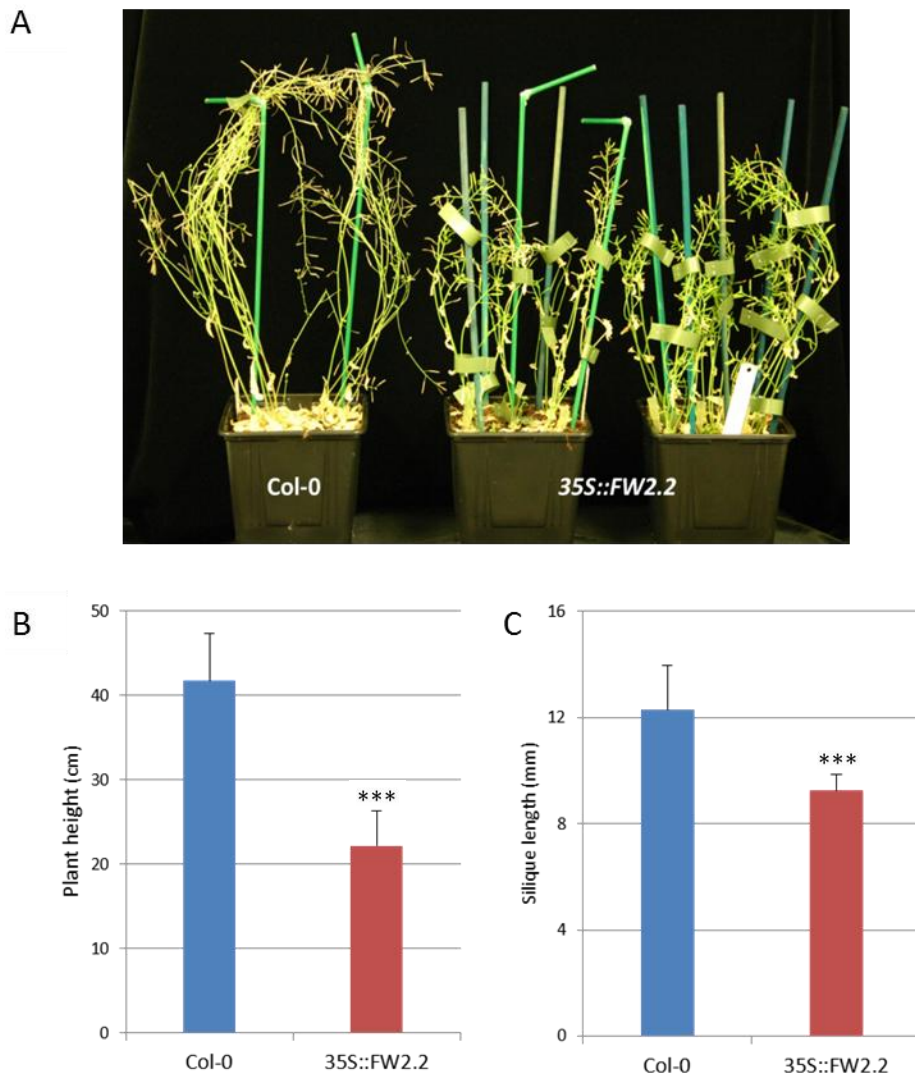 A
Col-0
35S::FW2.2
B
Plant height (cm)
50
40
30
20
10
0
***
Col-0
35S::FW2.2
C
Silique length (mm)
16
12
8
4
0
***
Col-0
35S::FW2.2